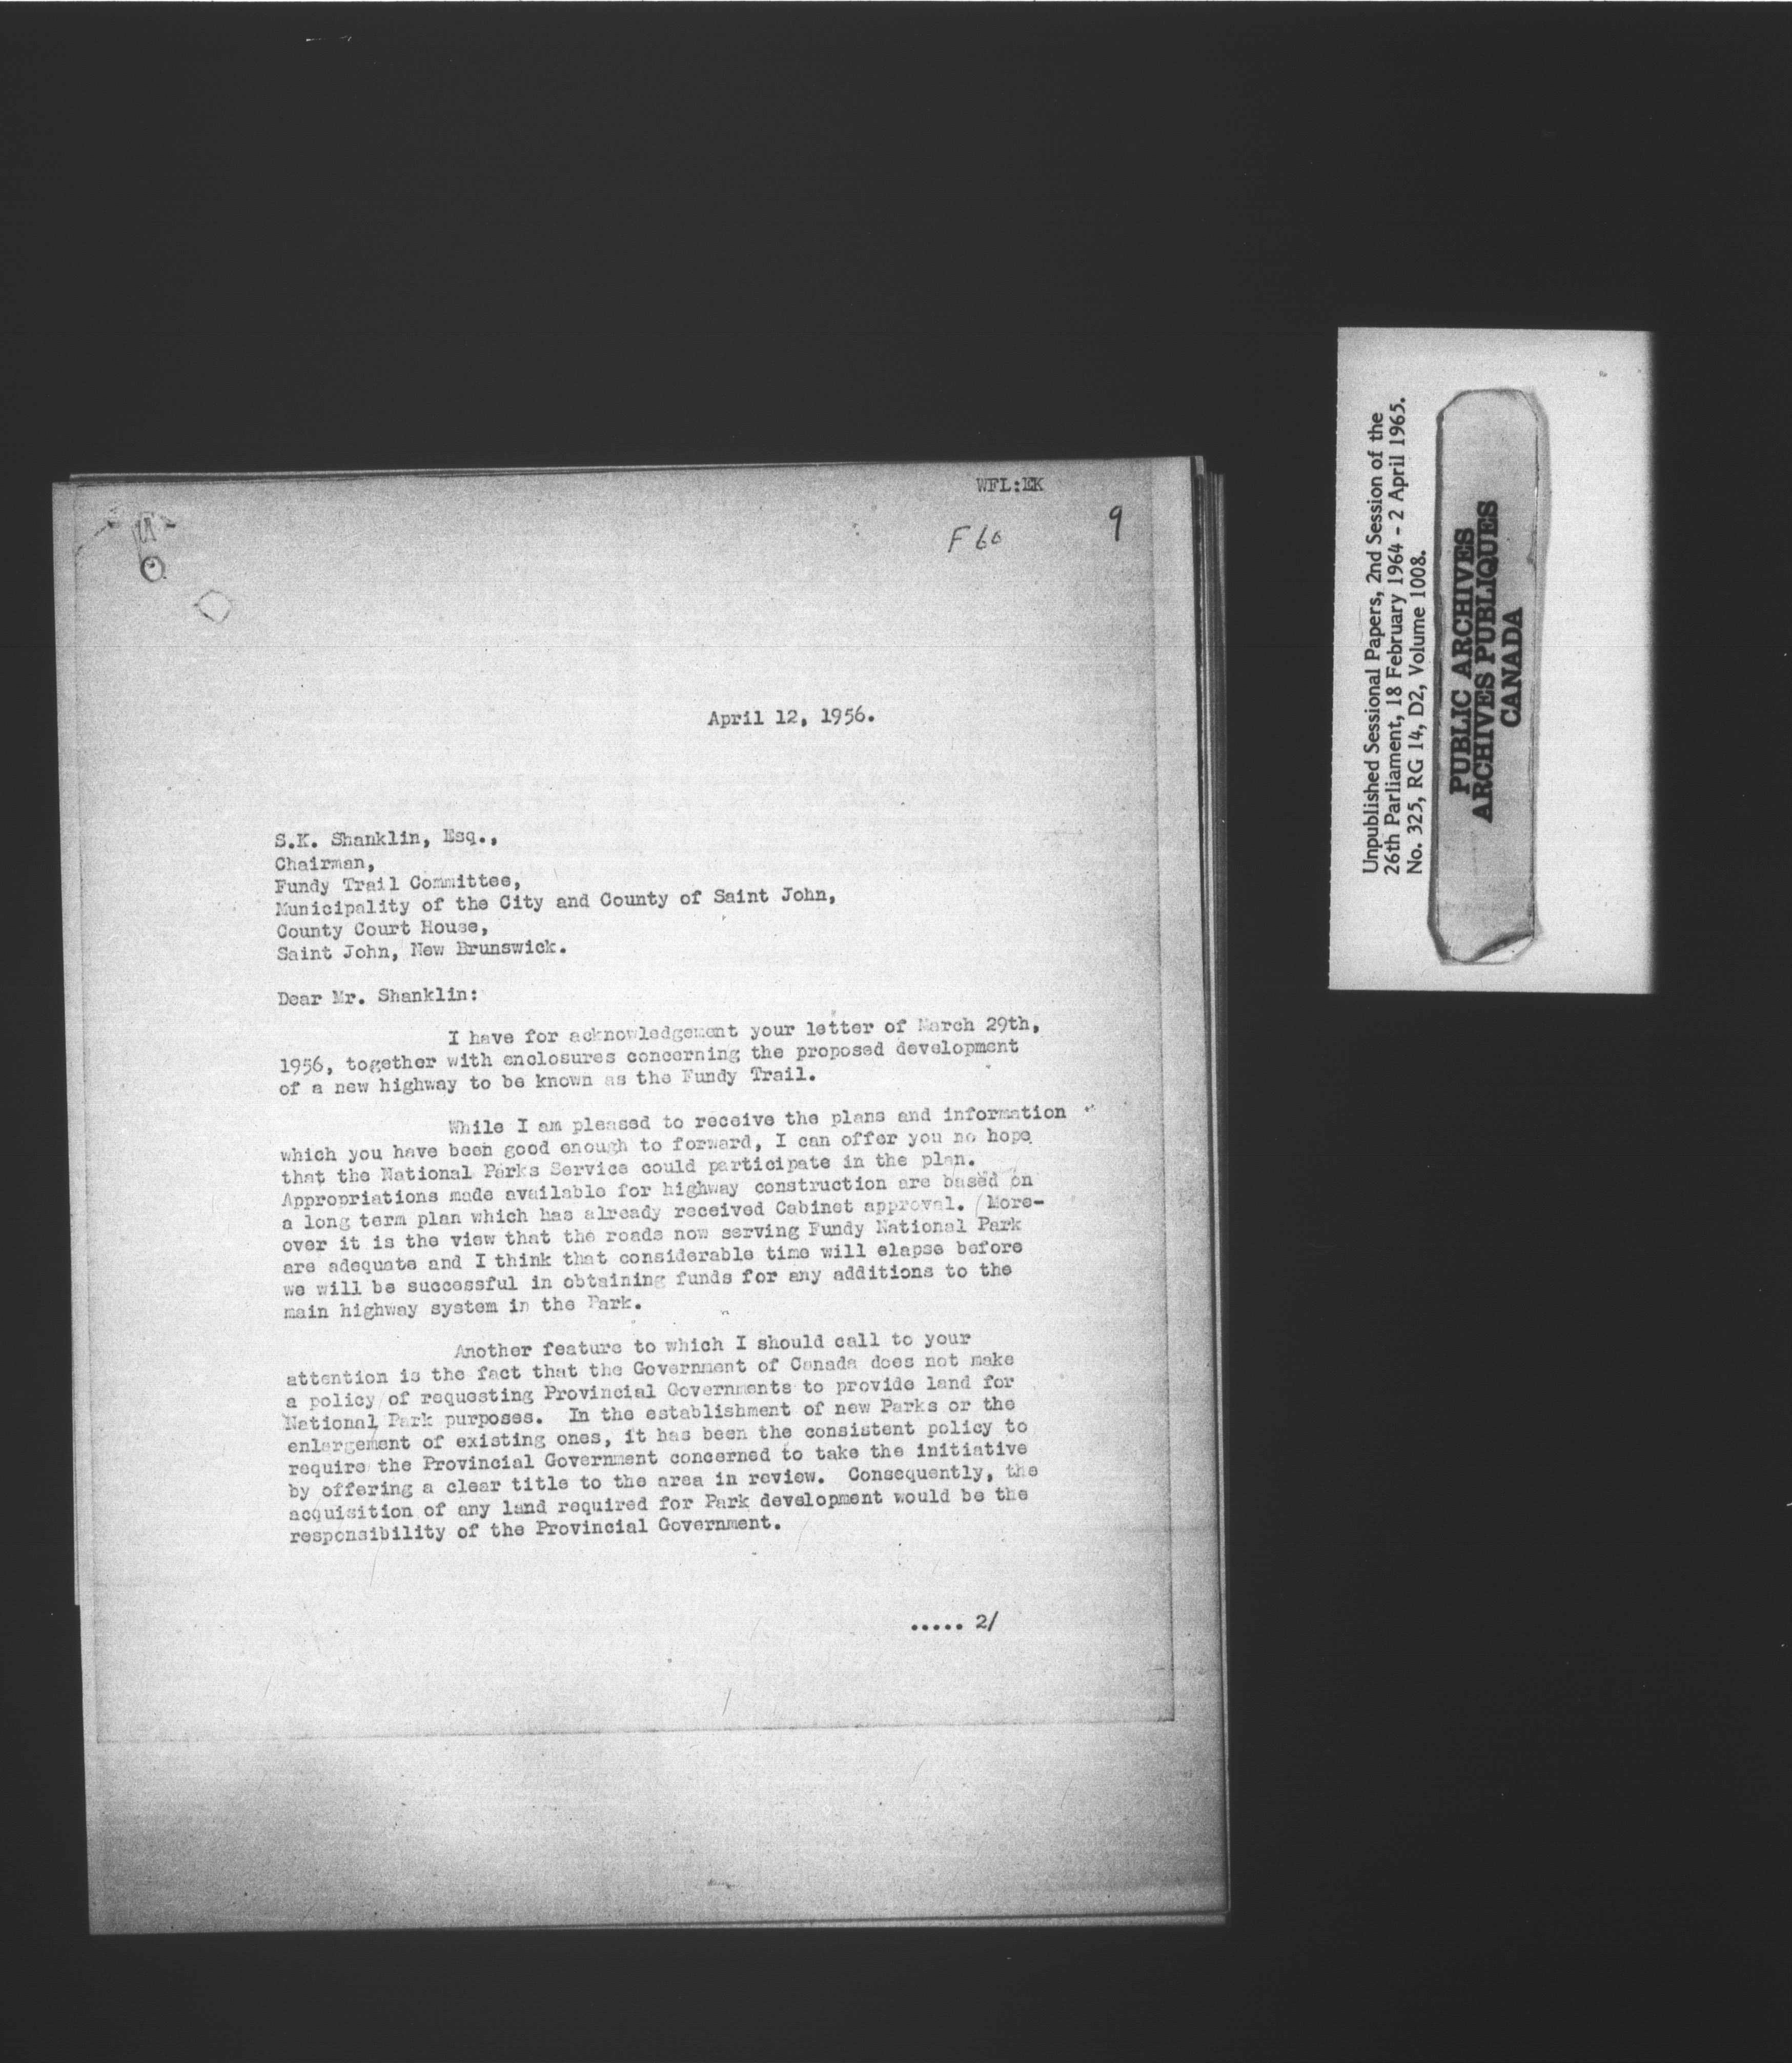 WFL:EK
F 60
9
April 12, 1956.
S.K. Shanklin, Esq.,
Chairman,
Fundy Trail Committee,
Municipality of the City and County of Saint John,
County Court House,
Saint John, New Brunswick.
Dear Mr. Shanklin:
I have for acknowledgement your letter of March 29th,
1956, together with enclosures concerning the proposed development
of a new highway to be known as the Fundy Trail.
While I am pleased to receive the plans and information
which you have been good enough to forward, I can offer you no hope
that the National Parks Service could participate in the plan.
Appropriations made available for highway construction are based on
a long term plan which has already received Cabinet approval. (More-
over it is the view that the roads now serving Fundy National Park
are adequate and I think that considerable time will elapse before
we will be successful in obtaining funds for any additions to the
main highway system in the Park.
Another feature to which I should call to your
attention is the fact that the Government of Canada does not make
a policy of requesting Provincial Governments to provide land for
National Park purposes. In the establishment of new Parks or the
enlargement of existing ones, it has been the consistent policy to
require the Provincial Government concerned to take the initiative
by offering a clear title to the area in review. Consequently, the
acquisition of any land required for Park development would be the
responsibility of the Provincial Government.
..... 2/
Unpublished Sessional Papers, 2nd Session of the
26th Parliament, 18 February 1964 - 2 April 1965.
No. 325, RG 14, D2, Volume 1008.
PUBLIC ARCHIVES
ARCHIVES PUBLIQUES
CANADA